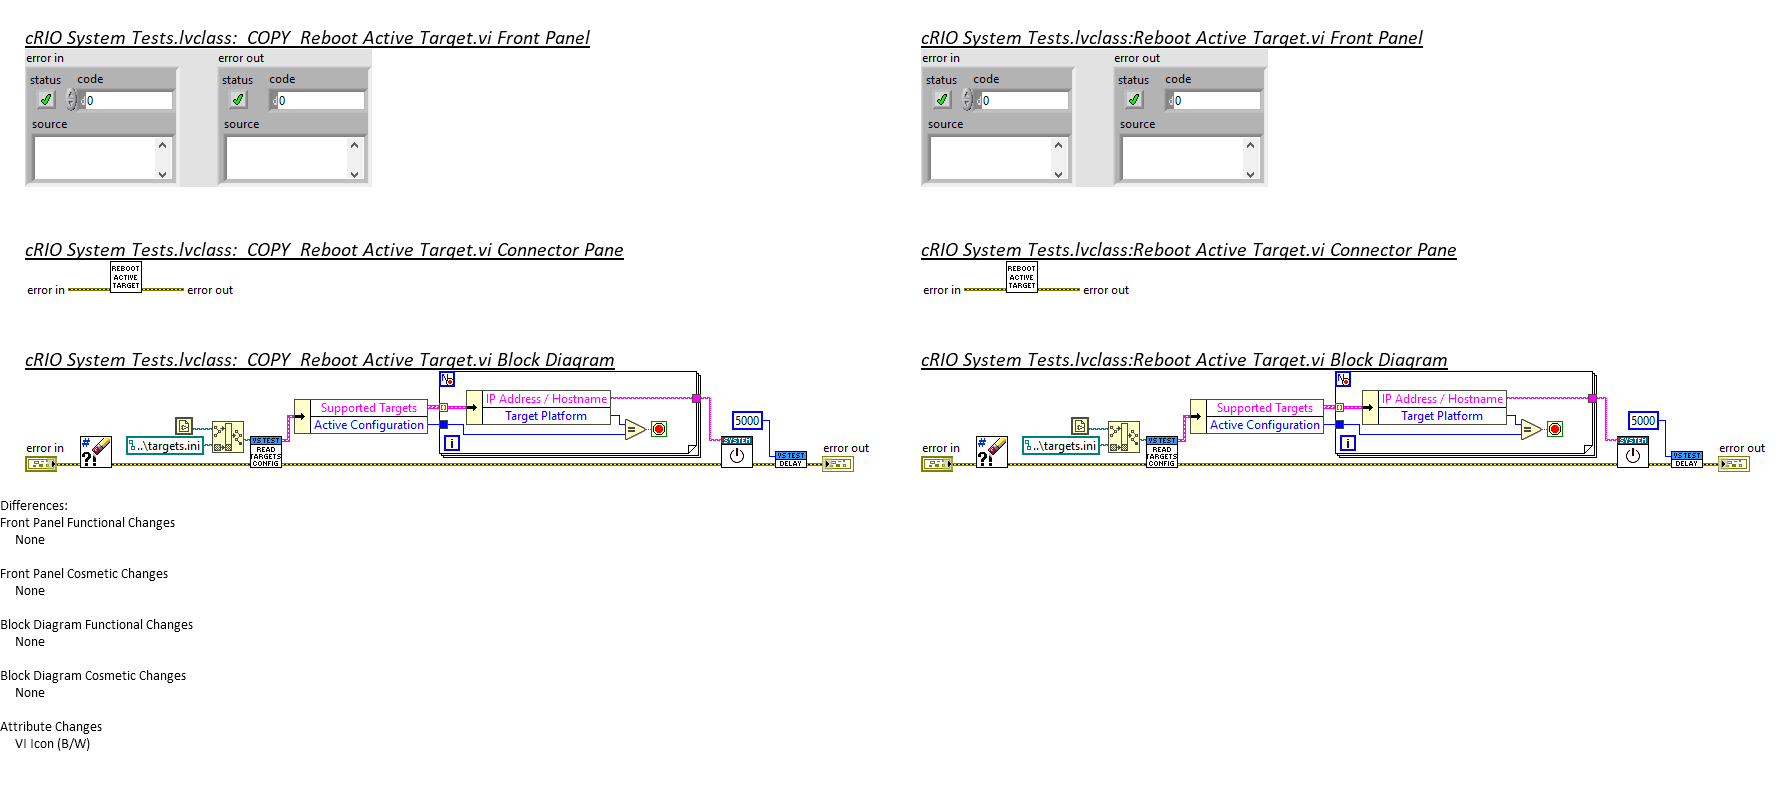 cRIO System Tests.lvclass:  COPY  Reboot Active Target.vi Front Panel
error in
error out
status
code
status
code
d 0
d 0
source
source
cRIO System Tests.lvclass:Reboot Active Target.vi Front Panel
error in
error out
status
code
status
code
d 0
d 0
source
source
cRIO System Tests.lvclass:  COPY  Reboot Active Target.vi Connector Pane
REBOOT
ACTIVE
TARGET
error in
error out
cRIO System Tests.lvclass:Reboot Active Target.vi Connector Pane
REBOOT
ACTIVE
TARGET
error in
error out
cRIO System Tests.lvclass:  COPY  Reboot Active Target.vi Block Diagram
N
IP Address / Hostname
Supported Targets
Target Platform
Active Configuration
5000
i
=
error in
#
?!
..\targets.ini
VS TEST
READ
TARGETS
CONFIG
SYSTEM
VS TEST
DELAY
error out
cRIO System Tests.lvclass:Reboot Active Target.vi Block Diagram
N
IP Address / Hostname
Supported Targets
Target Platform
Active Configuration
5000
i
=
error in
#
?!
..\targets.ini
VS TEST
READ
TARGETS
CONFIG
SYSTEM
VS TEST
DELAY
error out
Differences:
Front Panel Functional Changes
None
Front Panel Cosmetic Changes
None
Block Diagram Functional Changes
None
Block Diagram Cosmetic Changes
None
Attribute Changes
VI Icon (B/W)